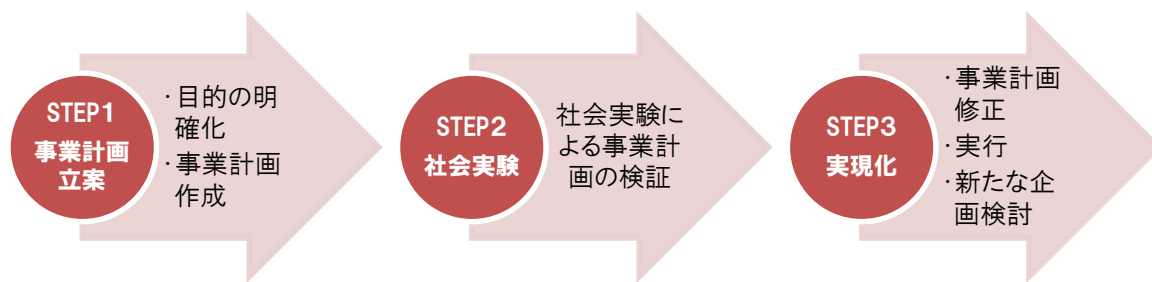 STEP1
事業計画
立案
・目的の明
確化
・事業計画
作成
STEP2
社会実験
社会実験に
よる事業計
画の検証
STEP3
実現化
・事業計画
修正
・実行
・新たな企
画検討